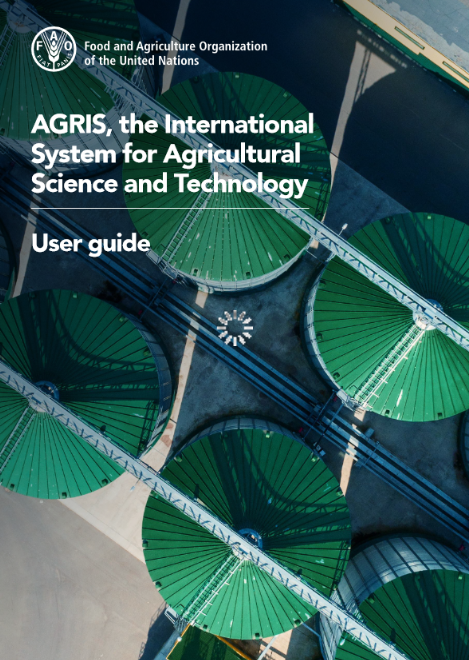 FAO
FIAT PANIS
Food and Agriculture Organization
of the United Nations
AGRIS, the International
System for Agricultural
Science and Technology
User guide